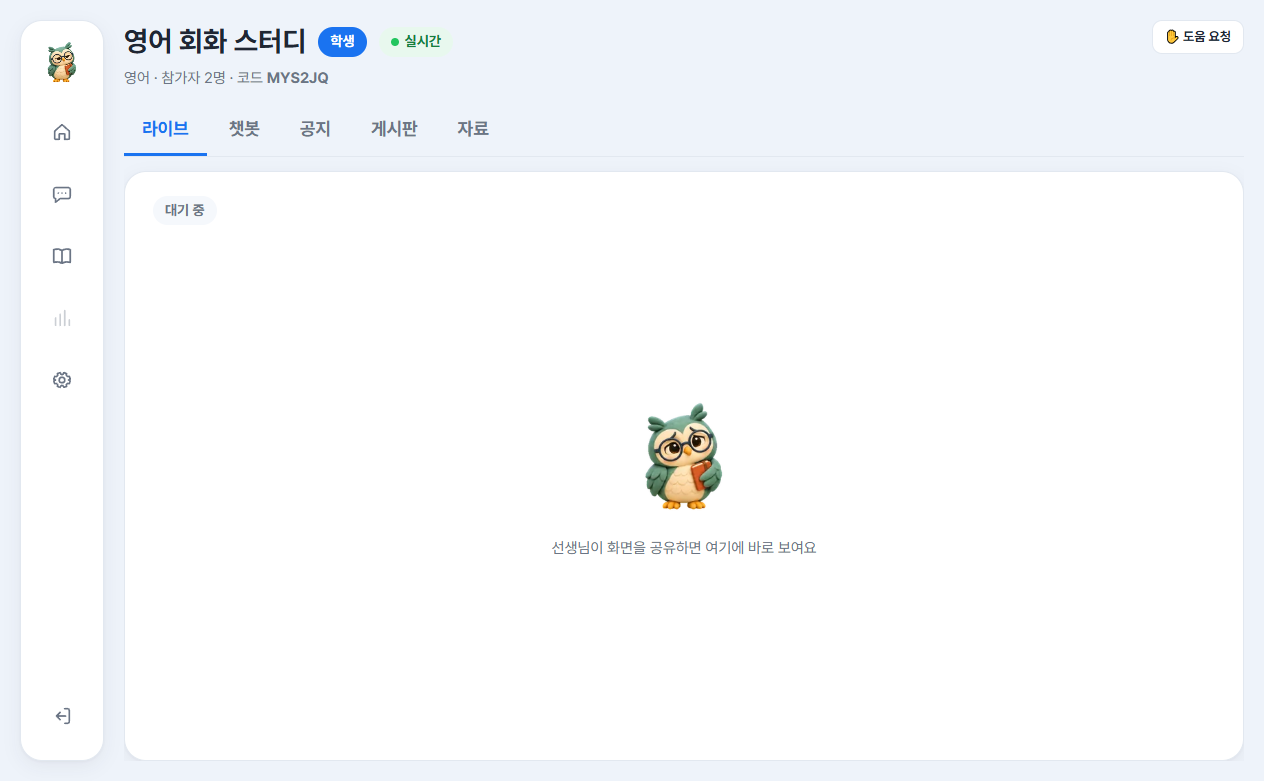 영어 회화 스터디 학생 실시간
도움 요청
영어 · 참가자 2명 · 코드 MYS2JQ
라이브 챗봇 공지 게시판 자료
대기 중
선생님이 화면을 공유하면 여기에 바로 보여요